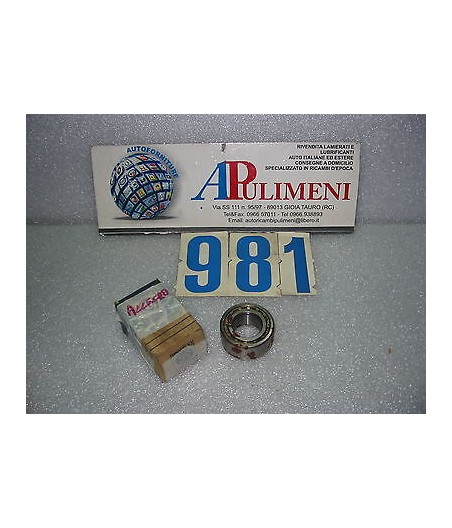 AUTOFORNITURE
RIVENDITA LAMIERATI E
LUBRIFICANTI
AUTO ITALIANE ED ESTERE
CONSEGNE A DOMICILIO
SPECIALIZZATO IN RICAMBI D'EPOCA
APULIMENI
Via SS 111 n. 95/97 - 89013 GIOIA TAURO (RC)
Tel&Fax: 0966 57011 - Tel 0966 938893
Email: autoricambipulimeni@libero.it
981